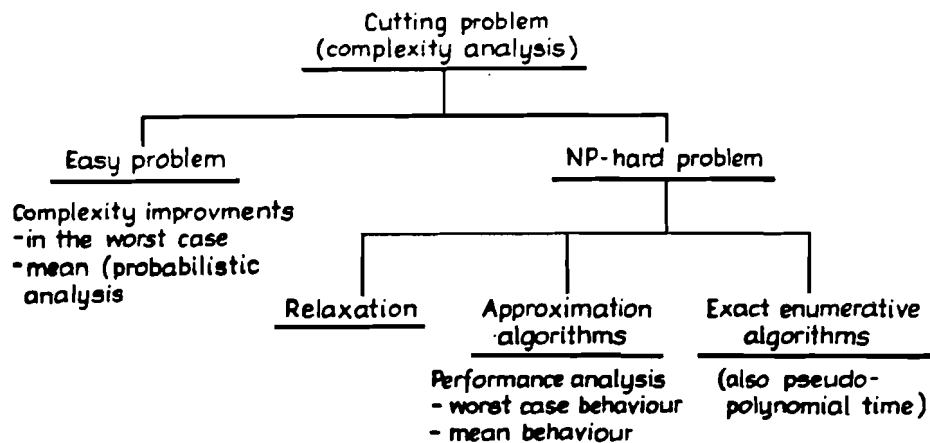 Cutting problem
(complexity analysis)
Easy problem
NP-hard problem
Complexity improvments
-in the worst case
-mean (probabilistic
analysis
Relaxation
Approximation
algorithms
Exact enumerative
algorithms
Performance analysis
- worst case behaviour
- mean behaviour
(also pseudo-
polynomial time)